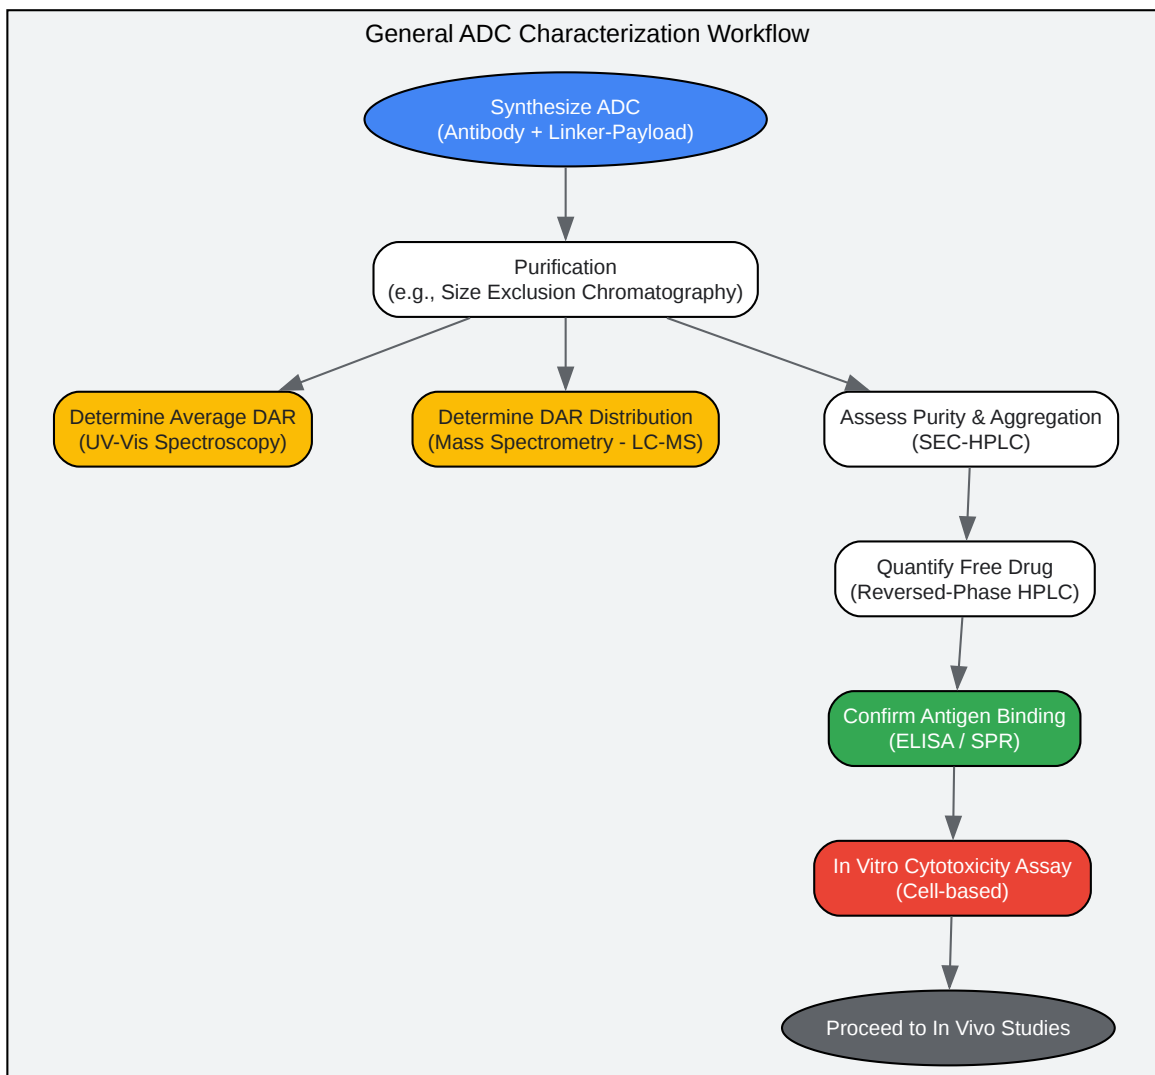 General ADC Characterization Workflow
Synthesize ADC
(Antibody + Linker-Payload)
Purification
(e.g., Size Exclusion Chromatography)
Determine Average DAR
(UV-Vis Spectroscopy)
Determine DAR Distribution
(Mass Spectrometry - LC-MS)
Assess Purity & Aggregation
(SEC-HPLC)
Quantify Free Drug
(Reversed-Phase HPLC)
Confirm Antigen Binding
(ELISA / SPR)
In Vitro Cytotoxicity Assay
(Cell-based)
Proceed to In Vivo Studies